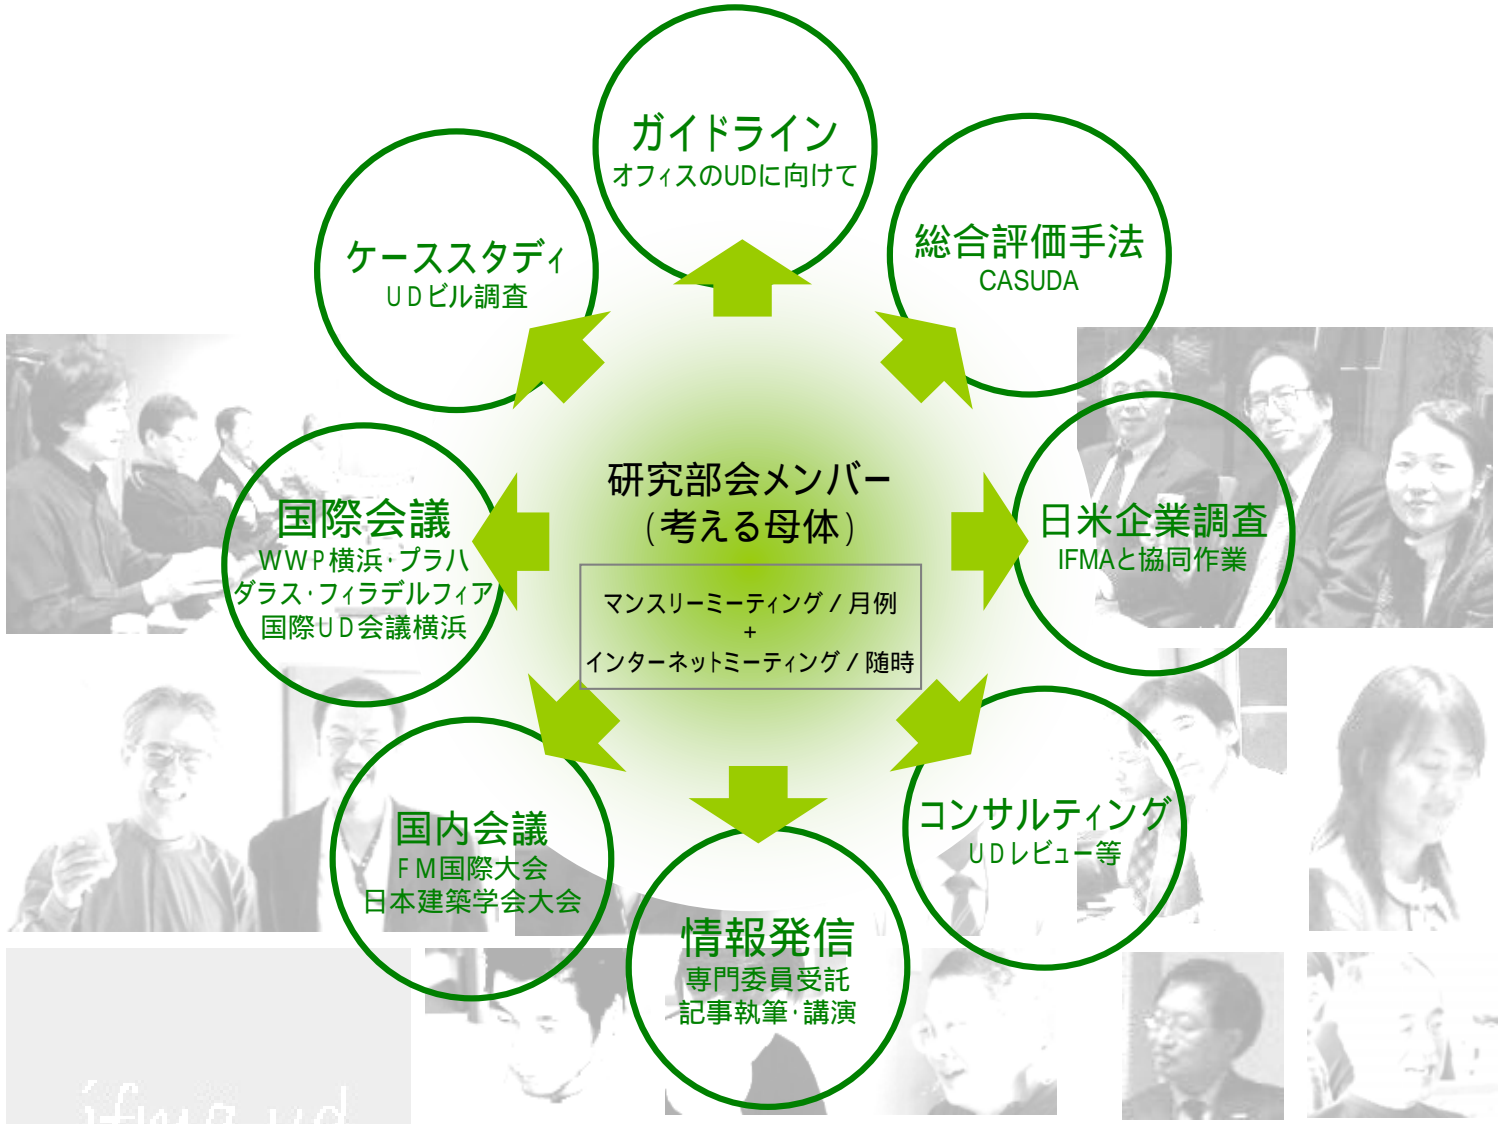 ガイドライン
オフィスのUDに向けて
総合評価手法
CASUDA
ケーススタディ
UDビル調査
研究部会メンバー
(考える母体)
マンスリーミーティング / 月例
+
インターネットミーティング / 随時
国際会議
WWP横浜・プラハ
ダラス・フィラデルフィア
国際UD会議横浜
日米企業調査
IFMAと協同作業
国内会議
FM国際大会
日本建築学会大会
コンサルティング
UDレビュー等
情報発信
専門委員受託
記事執筆・講演
ifma ud